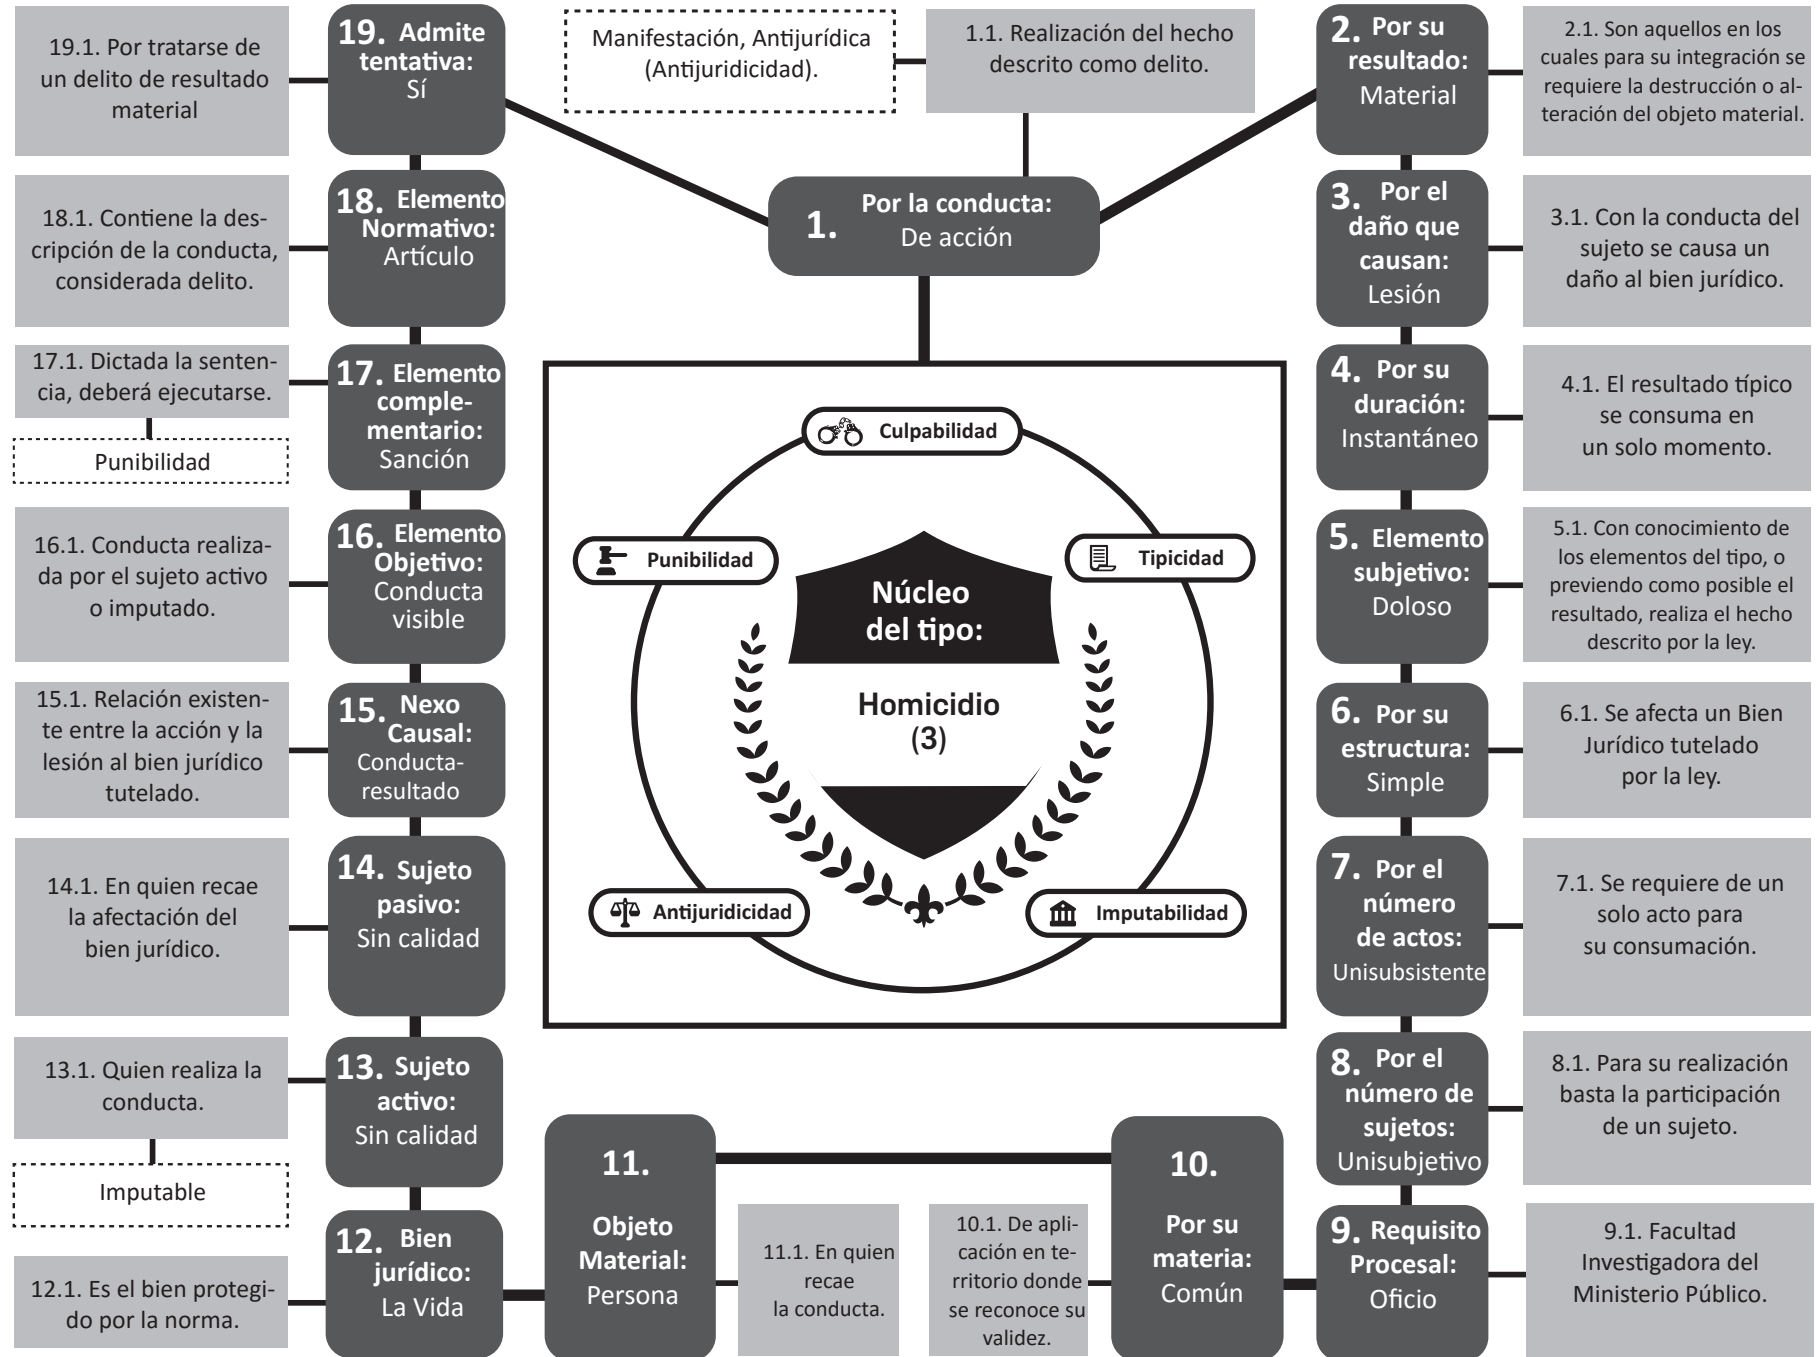 19. Admite
tentativa:
Sí
19.1. Por tratarse de
un delito de resultado
material
Manifestación, Antijurídica
(Antijuridicidad).
1.1. Realización del hecho
descrito como delito.
1. Por la conducta:
De acción
2. Por su
resultado:
Material
2.1. Son aquellos en los
cuales para su integración se
requiere la destrucción o al-
teración del objeto material.
3. Por el
daño que
causan:
Lesión
3.1. Con la conducta del
sujeto se causa un
daño al bien jurídico.
4. Por su
duración:
Instantáneo
4.1. El resultado típico
se consuma en
un solo momento.
5. Elemento
subjetivo:
Doloso
5.1. Con conocimiento de
los elementos del tipo, o
previendo como posible el
resultado, realiza el hecho
descrito por la ley.
6. Por su
estructura:
Simple
6.1. Se afecta un Bien
Jurídico tutelado
por la ley.
7. Por el
número
de actos:
Unisubsistente
7.1. Se requiere de un
solo acto para
su consumación.
8. Por el
número de
sujetos:
Unisubjetivo
8.1. Para su realización
basta la participación
de un sujeto.
9. Requisito
Procesal:
Oficio
9.1. Facultad
Investigadora del
Ministerio Público.
10.
Por su
materia:
Común
10.1. De apli-
cación en te-
rritorio donde
se reconoce su
validez.
11.
Objeto
Material:
Persona
11.1. En quien
recae
la conducta.
12. Bien
jurídico:
La Vida
12.1. Es el bien protegi-
do por la norma.
13. Sujeto
activo:
Sin calidad
13.1. Quien realiza la
conducta.
Imputable
14. Sujeto
pasivo:
Sin calidad
14.1. En quien recae
la afectación del
bien jurídico.
15. Nexo
Causal:
Conducta-
resultado
15.1. Relación existen-
te entre la acción y la
lesión al bien jurídico
tutelado.
16. Elemento
Objetivo:
Conducta
visible
16.1. Conducta realiza-
da por el sujeto activo
o imputado.
17. Elemento
comple-
mentario:
Sanción
17.1. Dictada la senten-
cia, deberá ejecutarse.
Punibilidad
18. Elemento
Normativo:
Artículo
18.1. Contiene la des-
cripción de la conducta,
considerada delito.
Culpabilidad
Punibilidad
Tipicidad
Núcleo
del tipo:
Homicidio
(3)
Antijuridicidad
Imputabilidad